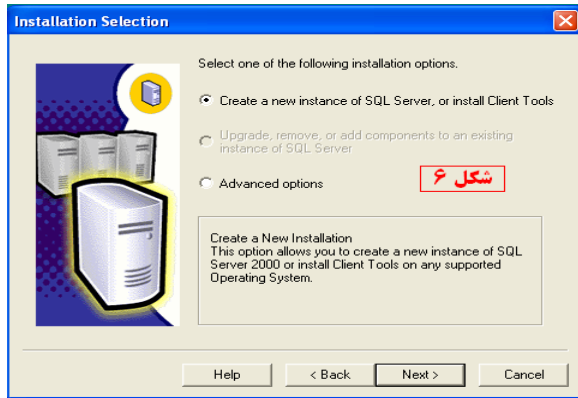 Installation Selection
Select one of the following installation options.
Create a new instance of SQL Server, or install Client Tools
Upgrade, remove, or add components to an existing
instance of SQL Server
Advanced options
شکل ۶
Create a New Installation
This option allows you to create a new instance of SQL
Server 2000 or install Client Tools on any supported
Operating System.
Help
< Back
Next >
Cancel